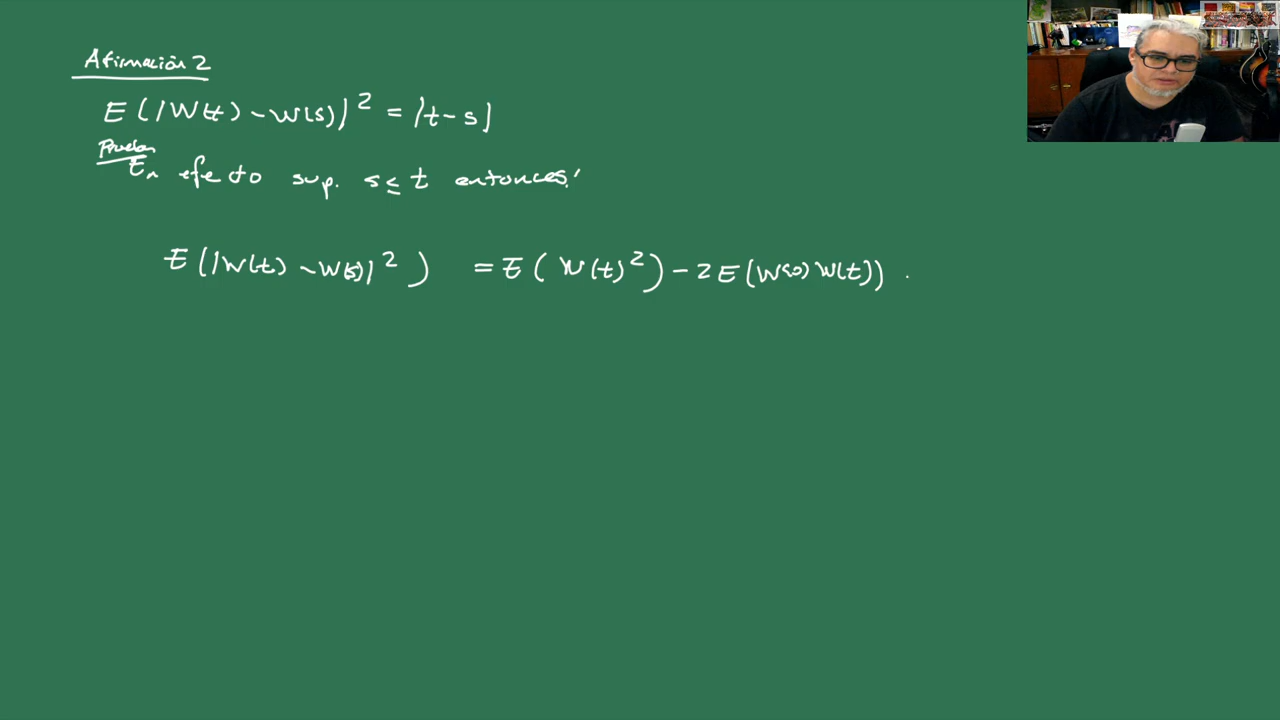 Afirmación 2
E(|W(t) - W(s)|² = |t - s|
Prueba
En efecto sup. s ≤ t entonces:
E(|W(t) - W(s)|²) = E(W(t)²) - 2E(W(s)W(t))